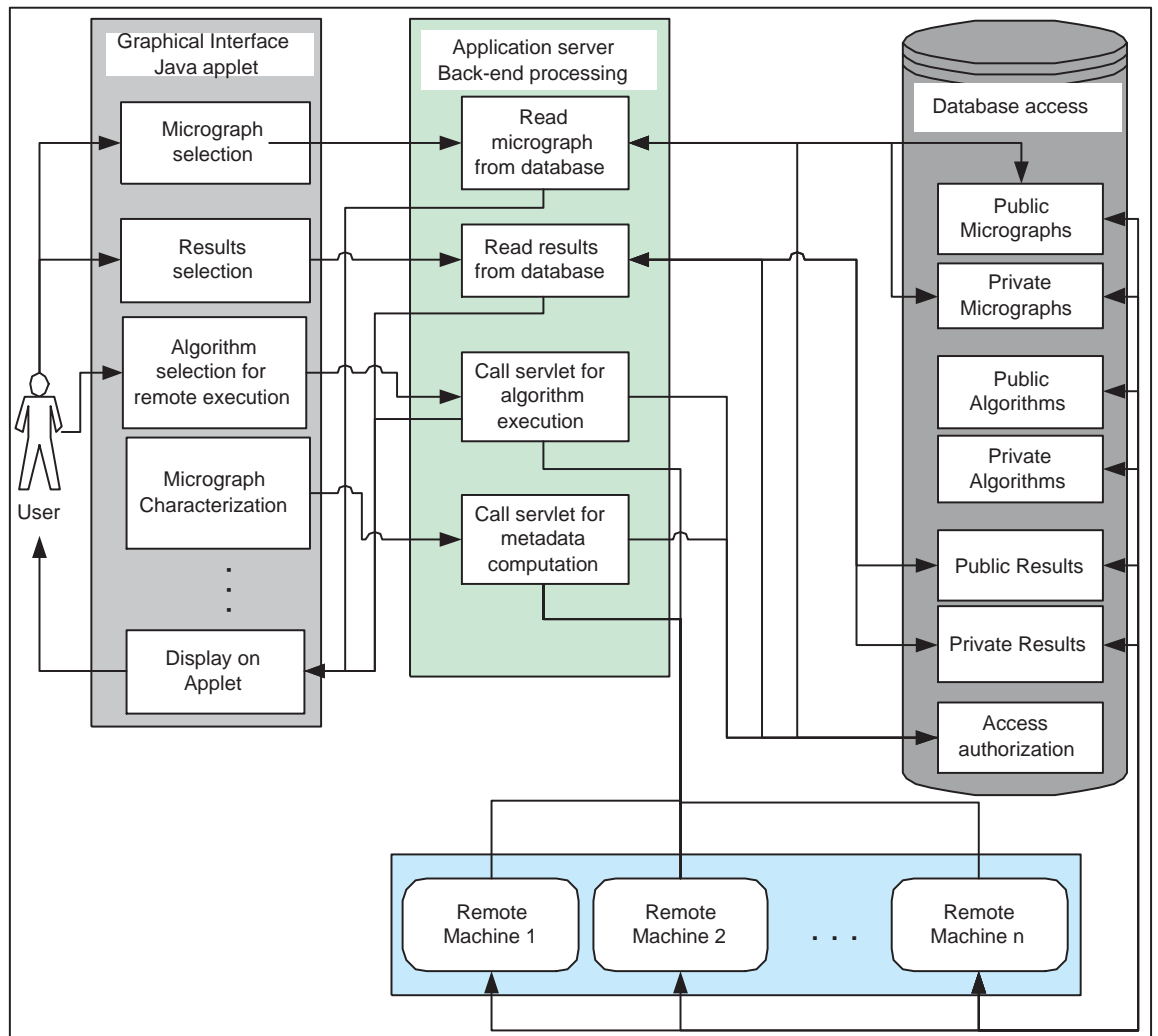 Graphical Interface
Java applet
Micrograph
selection
Results
selection
Algorithm
selection for
remote execution
Micrograph
Characterization
.
.
.
Display on
Applet
User
Application server
Back-end processing
Read
micrograph
from database
Read results
from database
Call servlet for
algorithm
execution
Call servlet for
metadata
computation
Database access
Public
Micrographs
Private
Micrographs
Public
Algorithms
Private
Algorithms
Public Results
Private Results
Access
authorization
Remote
Machine 1
Remote
Machine 2
. . .
Remote
Machine n